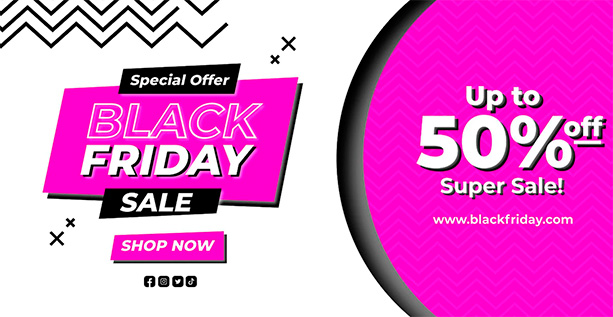 Special Offer
BLACK
FRIDAY
SALE
SHOP NOW
Up to
50% off
Super Sale!
www.blackfriday.com